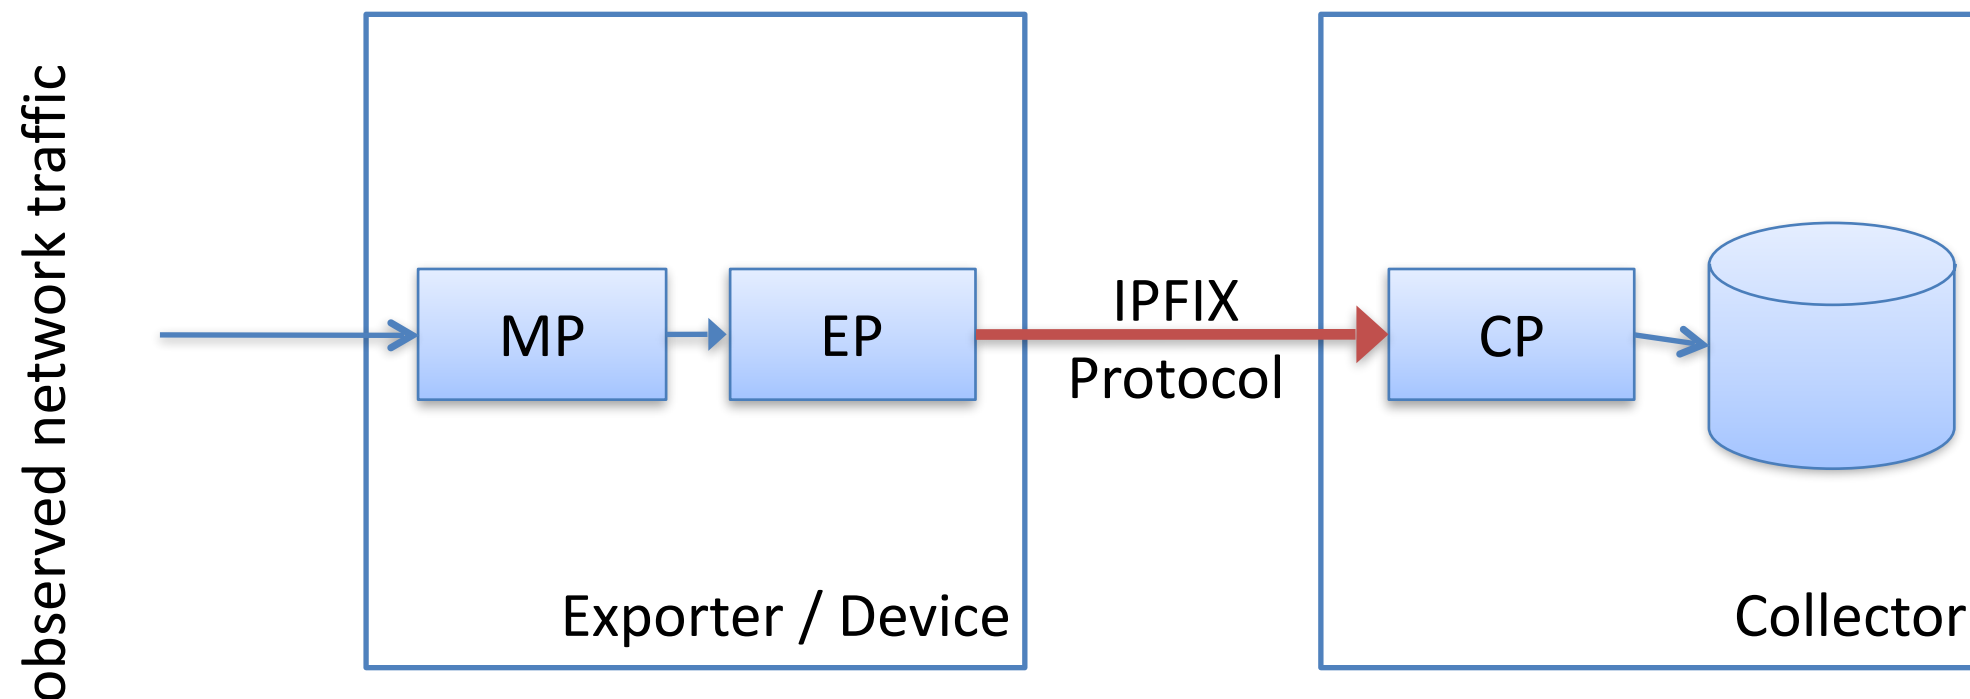 observed network traffic
MP
EP
IPFIX
Protocol
CP
Exporter / Device
Collector